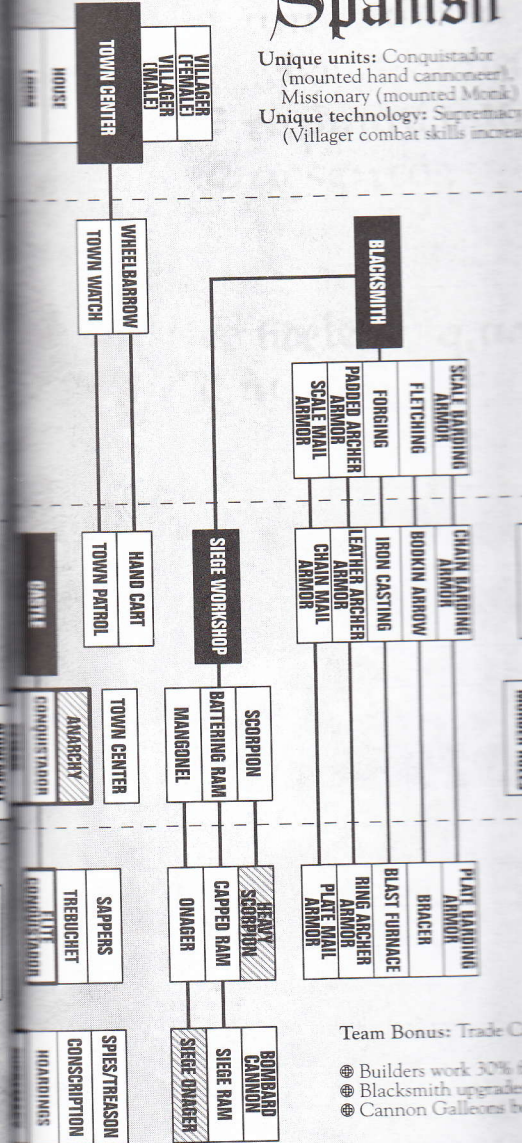 Spanish
Unique units: Conquistador
(mounted hand cannoneer),
Missionary (mounted Monk)
Unique technology: Supremacy
(Villager combat skills
VILLAGER
(FEMALE)
VILLAGER
(MALE)
TOWN CENTER
HOUSE
WHEELBARROW
TOWN WATCH
HAND CART
TOWN PATROL
TOWN CENTER
BLACKSMITH
SCALE BARDING
ARMOR
FLETCHING
FORGING
PADDED ARCHER
ARMOR
SCALE MAIL
ARMOR
CHAIN BARDING
ARMOR
BODKIN ARROW
IRON CASTING
LEATHER ARCHER
ARMOR
CHAIN MAIL
ARMOR
PLATE BARDING
ARMOR
BRACER
BLAST FURNACE
RING ARCHER
ARMOR
PLATE MAIL
ARMOR
SIEGE WORKSHOP
SCORPION
BATTERING RAM
MANGONEL
HEAVY
SCORPION
CAPPED RAM
ONAGER
BOMBARD
CANNON
SIEGE RAM
SIEGE ONAGER
CASTLE
ANARCHY
CONQUISTADOR
SAPPERS
TREBUCHET
ELITE
CONQUISTADOR
SPIES/TREASON
CONSCRIPTION
HOARDINGS
Team Bonus: Trade
Builders work 30%
Blacksmith
Cannon Galleons